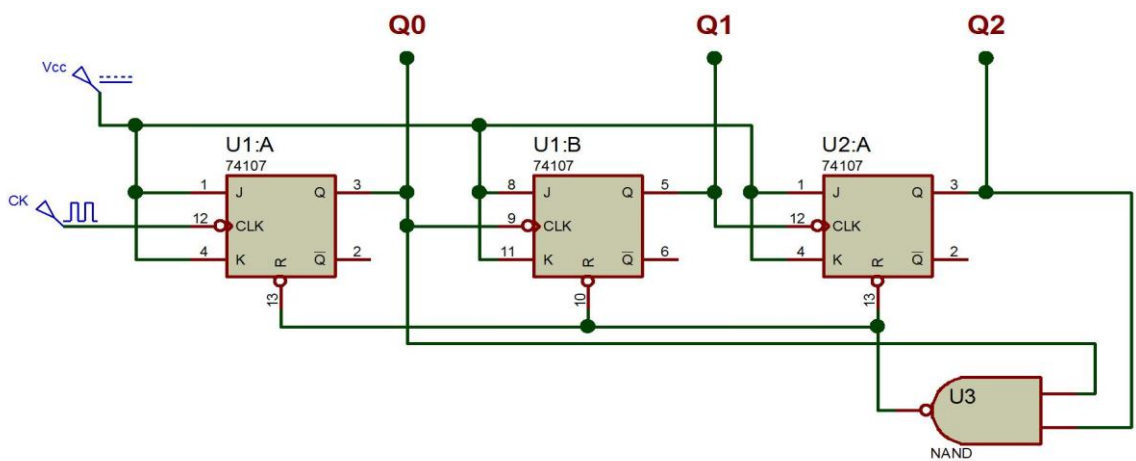 Q0 Q1 Q2
Vcc
U1:A U1:B U2:A
74107 74107 74107
1 J Q 3 8 J Q 5 1 J Q 3
CK 12 CLK 9 CLK 12 CLK
4 K R Q 2 11 K R Q 6 4 K R Q 2
13 10 13
U3
NAND